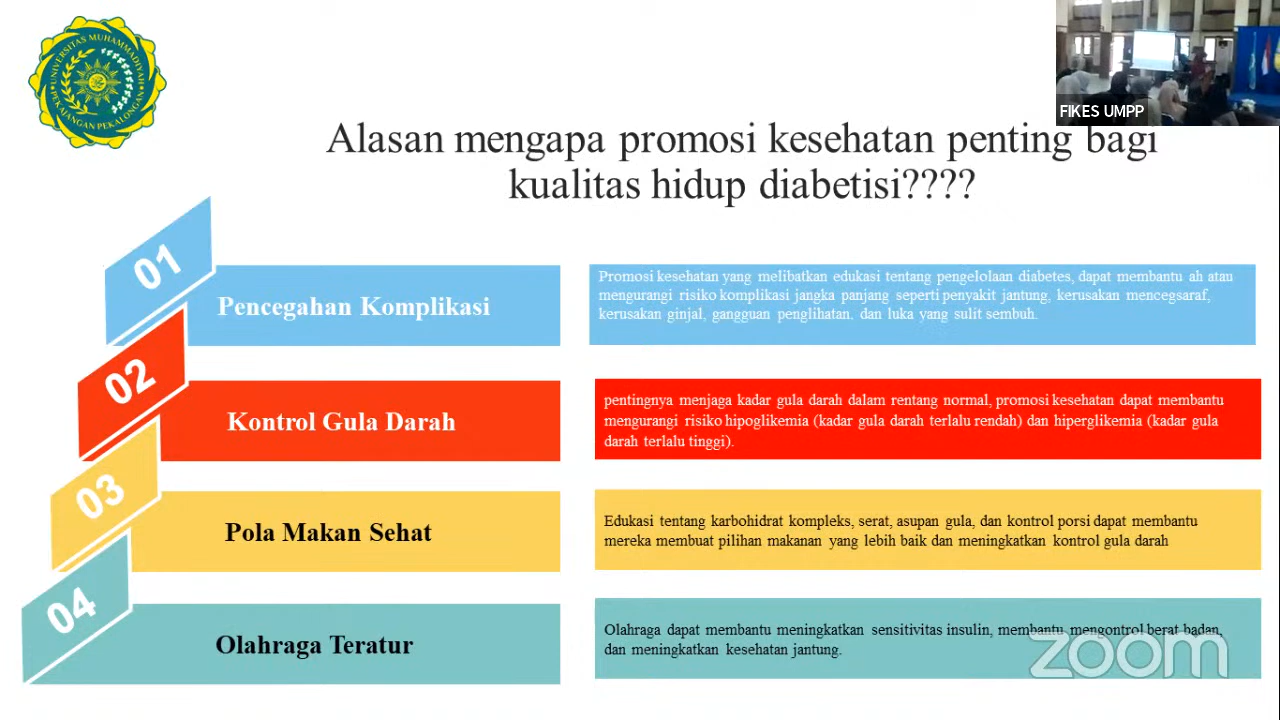 UNIVERSITAS MUHAMMADIYAH
PEKAJANGAN PEKALONGAN
FIKES UMPP
Alasan mengapa promosi kesehatan penting bagi
kualitas hidup diabetisi????
01
Pencegahan Komplikasi
Promosi kesehatan yang melibatkan edukasi tentang pengelolaan diabetes, dapat membantu ah atau
mengurangi risiko komplikasi jangka panjang seperti penyakit jantung, kerusakan mencegsaraf,
kerusakan ginjal, gangguan penglihatan. dan luka yang sulit sembuh.
02
Kontrol Gula Darah
pentingnya menjaga kadar gula darah dalam rentang normal, promosi kesehatan dapat membantu
mengurangi risiko hipoglikemia (kadar gula darah terlalu rendah) dan hiperglikemia (kadar gula
darah terlalu tinggi).
03
Pola Makan Sehat
Edukasi tentang karbohidrat kompleks, serat, asupan gula, dan kontrol porsi dapat membantu
mereka membuat pilihan makanan yang lebih baik dan meningkatkan kontrol gula darah
04
Olahraga Teratur
Olahraga dapat membantu meningkatkan sensitivitas insulin, membantu mengontrol berat badan,
dan meningkatkan kesehatan jantung.
zoom